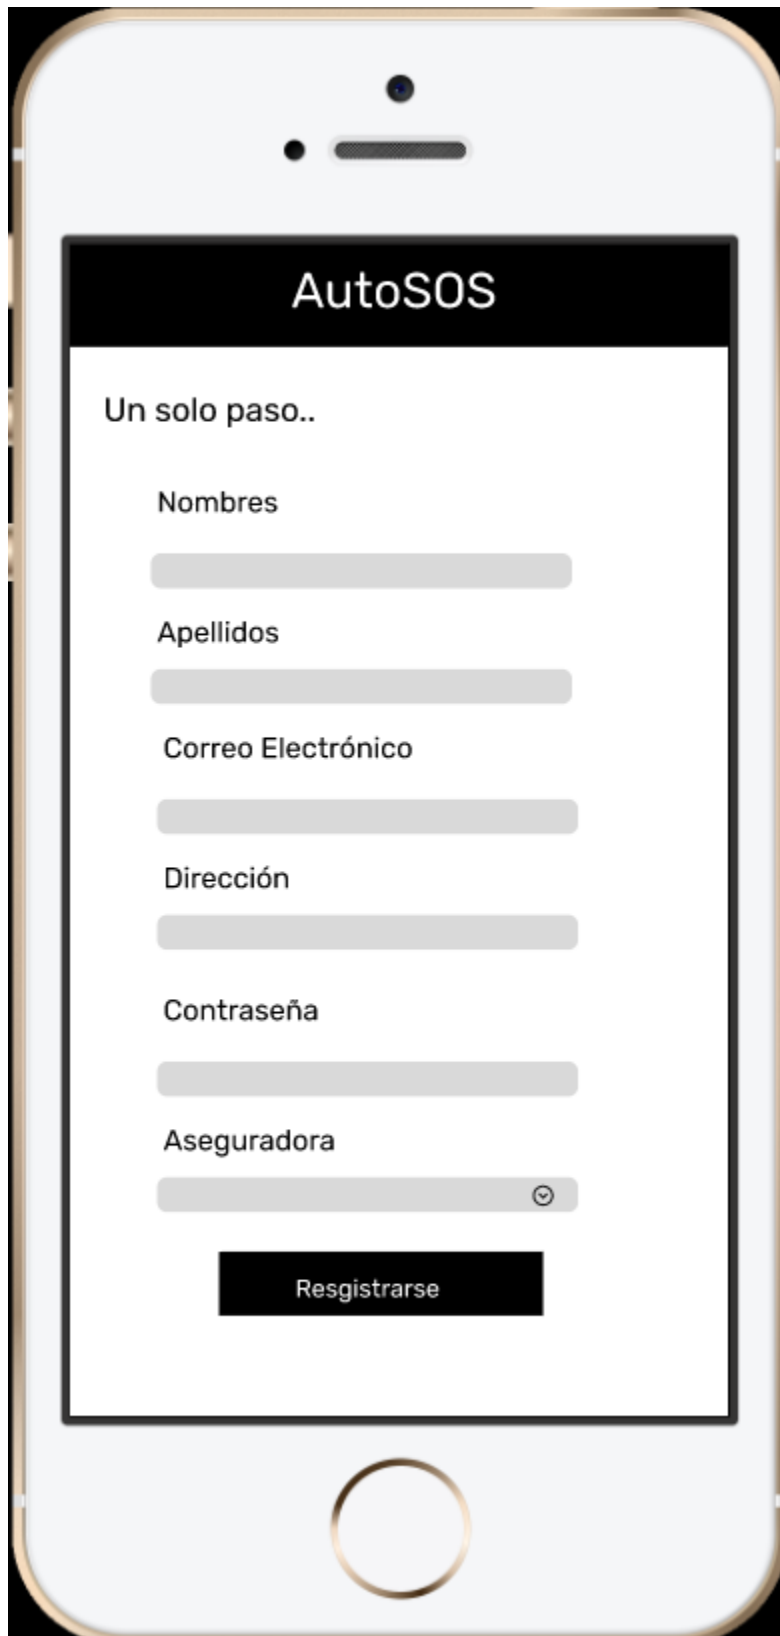 AutoSOS
Un solo paso..
Nombres
Apellidos
Correo Electrónico
Dirección
Contraseña
Aseguradora
Resgistrarse